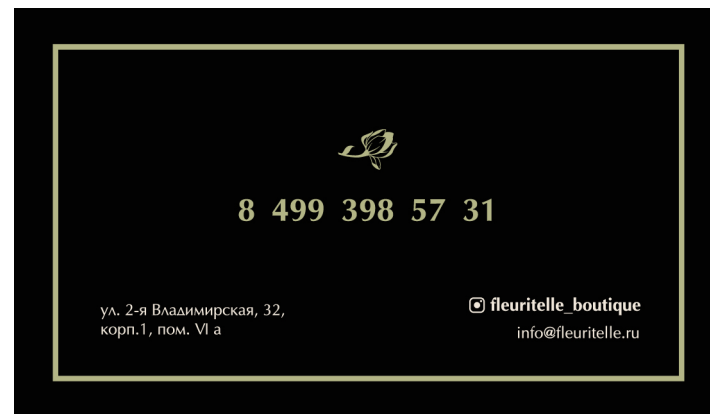 8 499 398 57 31
ул. 2-я Владимирская, 32,
корп.1, пом. VI а
fleuritelle_boutique
info@fleuritelle.ru